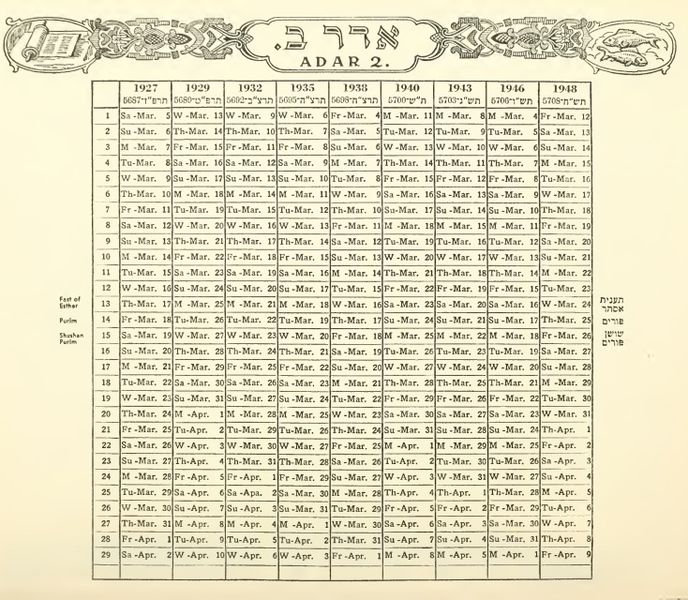 אדר ב.
ADAR 2.
1927 1929 1932 1935 1938 1940 1943 1946 1948
5687-תרפ"ז 5689-תרפ"ט 5692-תרצ"ב 5695-תרצ"ה 5698-תרצ"ח 5700-ת"ש 5703-תש"ג 5706-תש"ו 5708-תש"ח
1 Sa -Mar. 5 W -Mar. 13 W -Mar. 9 W -Mar. 6 Fr -Mar. 4 M -Mar. 11 M -Mar. 8 M -Mar. 4 Fr -Mar. 12
2 Su -Mar. 6 Th-Mar. 14 Th-Mar. 10 Th-Mar. 7 Sa -Mar. 5 Tu-Mar. 12 Tu-Mar. 9 Tu-Mar. 5 Sa -Mar. 13
3 M -Mar. 7 Fr -Mar. 15 Fr -Mar. 11 Fr -Mar. 8 Su -Mar. 6 W -Mar. 13 W -Mar. 10 W -Mar. 6 Su -Mar. 14
4 Tu-Mar. 8 Sa -Mar. 16 Sa -Mar. 12 Sa -Mar. 9 M -Mar. 7 Th-Mar. 14 Th-Mar. 11 Th-Mar. 7 M -Mar. 15
5 W -Mar. 9 Su -Mar. 17 Su -Mar. 13 Su -Mar. 10 Tu-Mar. 8 Fr -Mar. 15 Fr -Mar. 12 Fr -Mar. 8 Tu-Mar. 16
6 Th-Mar. 10 M -Mar. 18 M -Mar. 14 M -Mar. 11 W -Mar. 9 Sa -Mar. 16 Sa -Mar. 13 Sa -Mar. 9 W -Mar. 17
7 Fr -Mar. 11 Tu-Mar. 19 Tu-Mar. 15 Tu-Mar. 12 Th-Mar. 10 Su-Mar. 17 Su -Mar. 14 Su -Mar. 10 Th-Mar. 18
8 Sa -Mar. 12 W -Mar. 20 W -Mar. 16 W -Mar. 13 Fr -Mar. 11 M -Mar. 18 M -Mar. 15 M -Mar. 11 Fr -Mar. 19
9 Su -Mar. 13 Th-Mar. 21 Th-Mar. 17 Th-Mar. 14 Sa -Mar. 12 Tu-Mar. 19 Tu-Mar. 16 Tu-Mar. 12 Sa -Mar. 20
10 M -Mar. 14 Fr -Mar. 22 Fr -Mar. 18 Fr -Mar. 15 Su -Mar. 13 W -Mar. 20 W -Mar. 17 W -Mar. 13 Su -Mar. 21
11 Tu-Mar. 15 Sa -Mar. 23 Sa -Mar. 19 Sa -Mar. 16 M -Mar. 14 Th-Mar. 21 Th-Mar. 18 Th-Mar. 14 M -Mar. 22
12 W -Mar. 16 Su -Mar. 24 Su -Mar. 20 Su -Mar. 17 Tu-Mar. 15 Fr -Mar. 22 Fr -Mar. 19 Fr -Mar. 15 Tu-Mar. 23
Fast of Esther 13 Th-Mar. 17 M -Mar. 25 M -Mar. 21 M -Mar. 18 W -Mar. 16 Sa -Mar. 23 Sa -Mar. 20 Sa -Mar. 16 W -Mar. 24 תענית אסתר
Purim 14 Fr -Mar. 18 Tu-Mar. 26 Tu-Mar. 22 Tu-Mar. 19 Th-Mar. 17 Su -Mar. 24 Su -Mar. 21 Su -Mar. 17 Th-Mar. 25 פורים
Shushan Purim 15 Sa -Mar. 19 W -Mar. 27 W -Mar. 23 W -Mar. 20 Fr -Mar. 18 M -Mar. 25 M -Mar. 22 M -Mar. 18 Fr -Mar. 26 שושן פורים
16 Su -Mar. 20 Th-Mar. 28 Th-Mar. 24 Th-Mar. 21 Sa -Mar. 19 Tu-Mar. 26 Tu-Mar. 23 Tu-Mar. 19 Sa -Mar. 27
17 M -Mar. 21 Fr -Mar. 29 Fr -Mar. 25 Fr -Mar. 22 Su -Mar. 20 W -Mar. 27 W -Mar. 24 W -Mar. 20 Su -Mar. 28
18 Tu-Mar. 22 Sa -Mar. 30 Sa -Mar. 26 Sa -Mar. 23 M -Mar. 21 Th-Mar. 28 Th-Mar. 25 Th-Mar. 21 M -Mar. 29
19 W -Mar. 23 Su -Mar. 31 Su -Mar. 27 Su -Mar. 24 Tu-Mar. 22 Fr -Mar. 29 Fr -Mar. 26 Fr -Mar. 22 Tu-Mar. 30
20 Th-Mar. 24 M -Apr. 1 M -Mar. 28 M -Mar. 25 W -Mar. 23 Sa -Mar. 30 Sa -Mar. 27 Sa -Mar. 23 W -Mar. 31
21 Fr -Mar. 25 Tu-Apr. 2 Tu-Mar. 29 Tu-Mar. 26 Th-Mar. 24 Su -Mar. 31 Su -Mar. 28 Su -Mar. 24 Th-Apr. 1
22 Sa -Mar. 26 W -Apr. 3 W -Mar. 30 W -Mar. 27 Fr -Mar. 25 M -Apr. 1 M -Mar. 29 M -Mar. 25 Fr -Apr. 2
23 Su -Mar. 27 Th-Apr. 4 Th-Mar. 31 Th-Mar. 28 Sa -Mar. 26 Tu-Apr. 2 Tu-Mar. 30 Tu-Mar. 26 Sa -Apr. 3
24 M -Mar. 28 Fr -Apr. 5 Fr -Apr. 1 Fr -Mar. 29 Su -Mar. 27 W -Apr. 3 W -Mar. 31 W -Mar. 27 Su -Apr. 4
25 Tu-Mar. 29 Sa -Apr. 6 Sa -Apa. 2 Sa -Mar. 30 M -Mar. 28 Th-Apr. 4 Th-Apr. 1 Th-Mar. 28 M -Apr. 5
26 W -Mar. 30 Su -Apr. 7 Su -Apr. 3 Su -Mar. 31 Tu-Mar. 29 Fr -Apr. 5 Fr -Apr. 2 Fr -Mar. 29 Tu-Apr. 6
27 Th-Mar. 31 M -Apr. 8 M -Apr. 4 M -Apr. 1 W -Mar. 30 Sa -Apr. 6 Sa -Apr. 3 Sa -Mar. 30 W -Apr. 7
28 Fr -Apr. 1 Tu-Apr. 9 Tu-Apr. 5 Tu-Apr. 2 Th-Mar. 31 Su -Apr. 7 Su -Apr. 4 Su -Mar. 31 Th-Apr. 8
29 Sa -Apr. 2 W -Apr. 10 W -Apr. 6 W -Apr. 3 Fr -Apr. 1 M -Apr. 8 M -Apr. 5 M -Apr. 1 Fr -Apr. 9